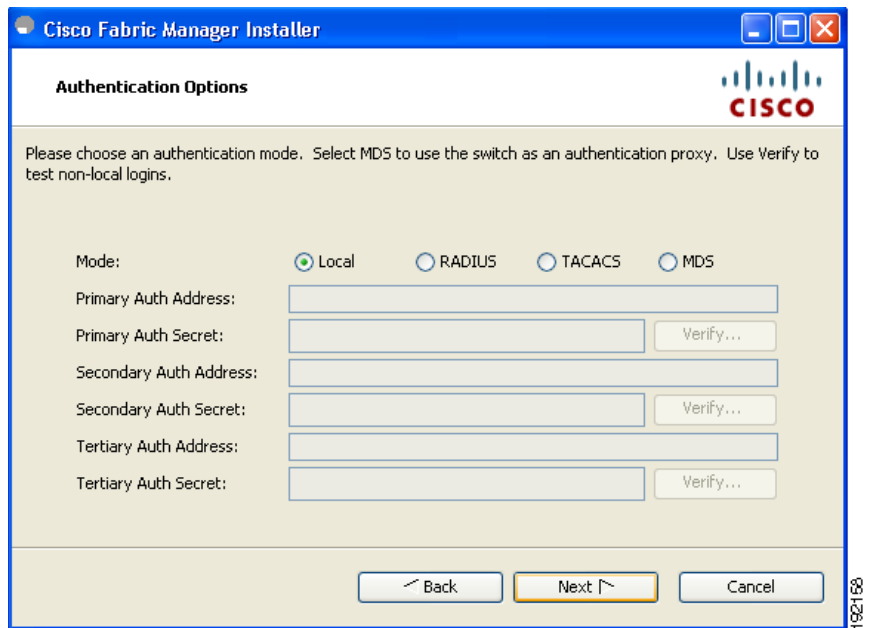 Cisco Fabric Manager Installer
Authentication Options
CISCO
Please choose an authentication mode. Select MDS to use the switch as an authentication proxy. Use Verify to
test non-local logins.
Mode: Local RADIUS TACACS MDS
Primary Auth Address:
Primary Auth Secret: Verify...
Secondary Auth Address:
Secondary Auth Secret: Verify...
Tertiary Auth Address:
Tertiary Auth Secret: Verify...
Back Next Cancel
192158